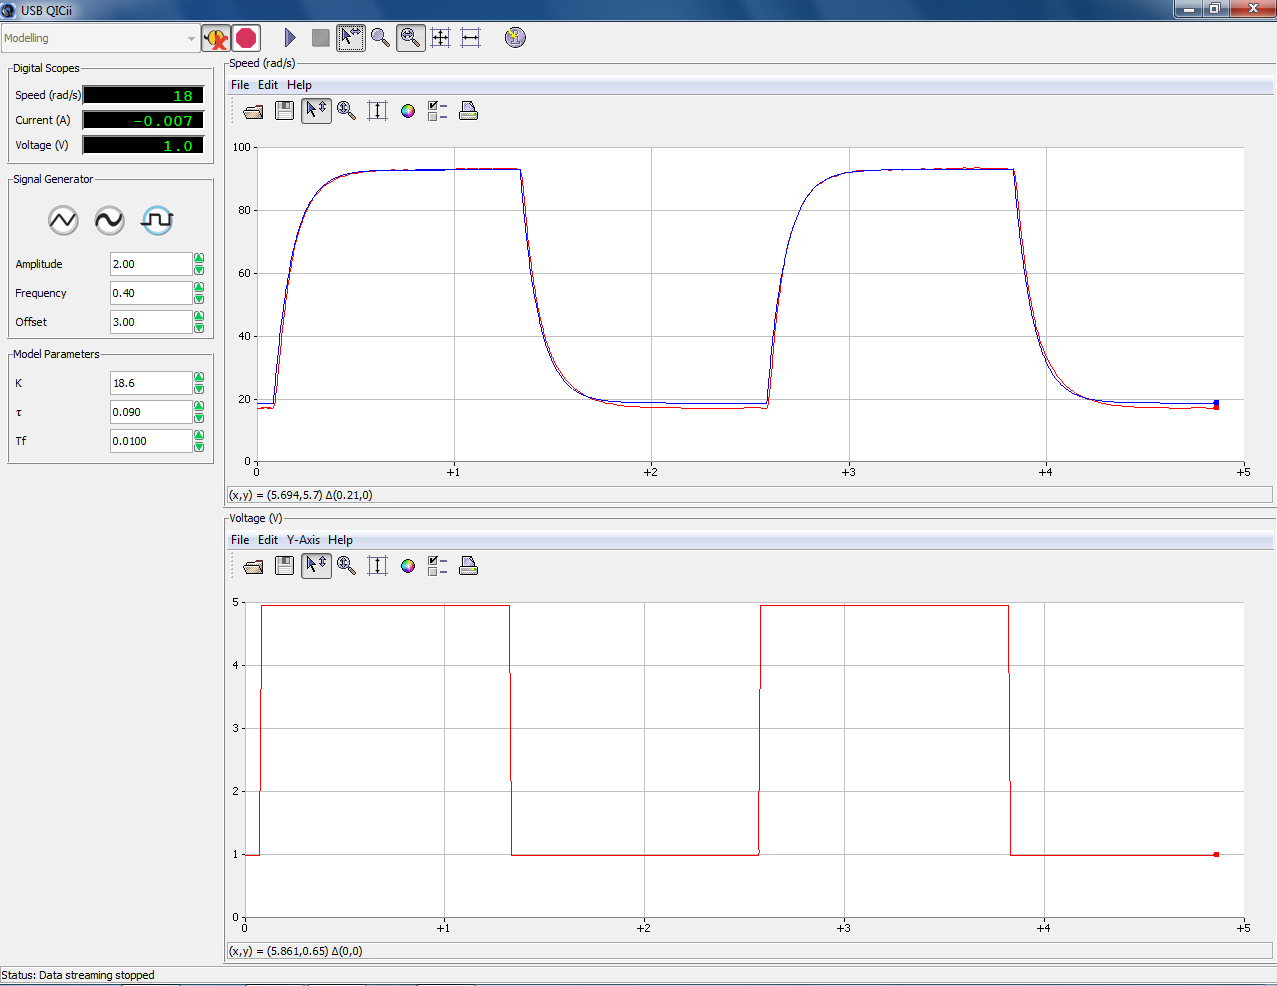 USB QICii
Modelling
Digital Scopes
Speed (rad/s) 18
Current (A) -0.007
Voltage (V) 1.0
Signal Generator
Amplitude 2.00
Frequency 0.40
Offset 3.00
Model Parameters
K 18.6
τ 0.090
Tf 0.0100
Speed (rad/s)
File Edit Help
100
80
60
40
20
0
0 +1 +2 +3 +4 +5
(x,y) = (5.694,5.7) Δ(0.21,0)
Voltage (V)
File Edit Y-Axis Help
5
4
3
2
1
0
0 +1 +2 +3 +4 +5
(x,y) = (5.861,0.65) Δ(0,0)
Status: Data streaming stopped